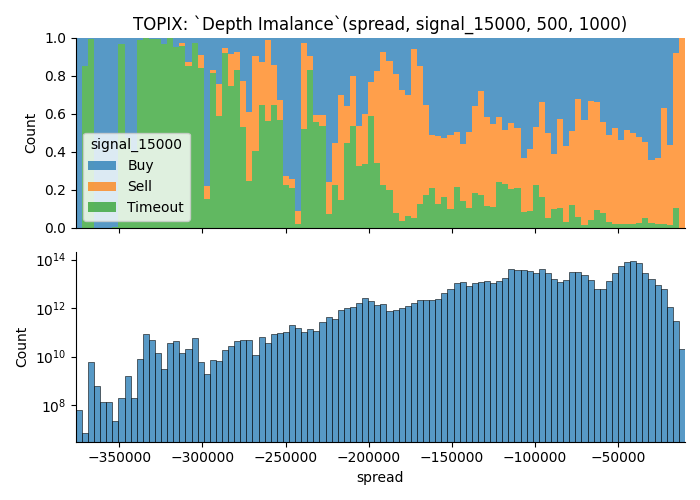 TOPIX: `Depth Imalance`(spread, signal_15000, 500, 1000)
1.0
0.8
0.6
0.4
0.2
0.0
Count
signal_15000
Buy
Sell
Timeout
10^14
10^12
10^10
10^8
Count
−350000 −300000 −250000 −200000 −150000 −100000 −50000
spread